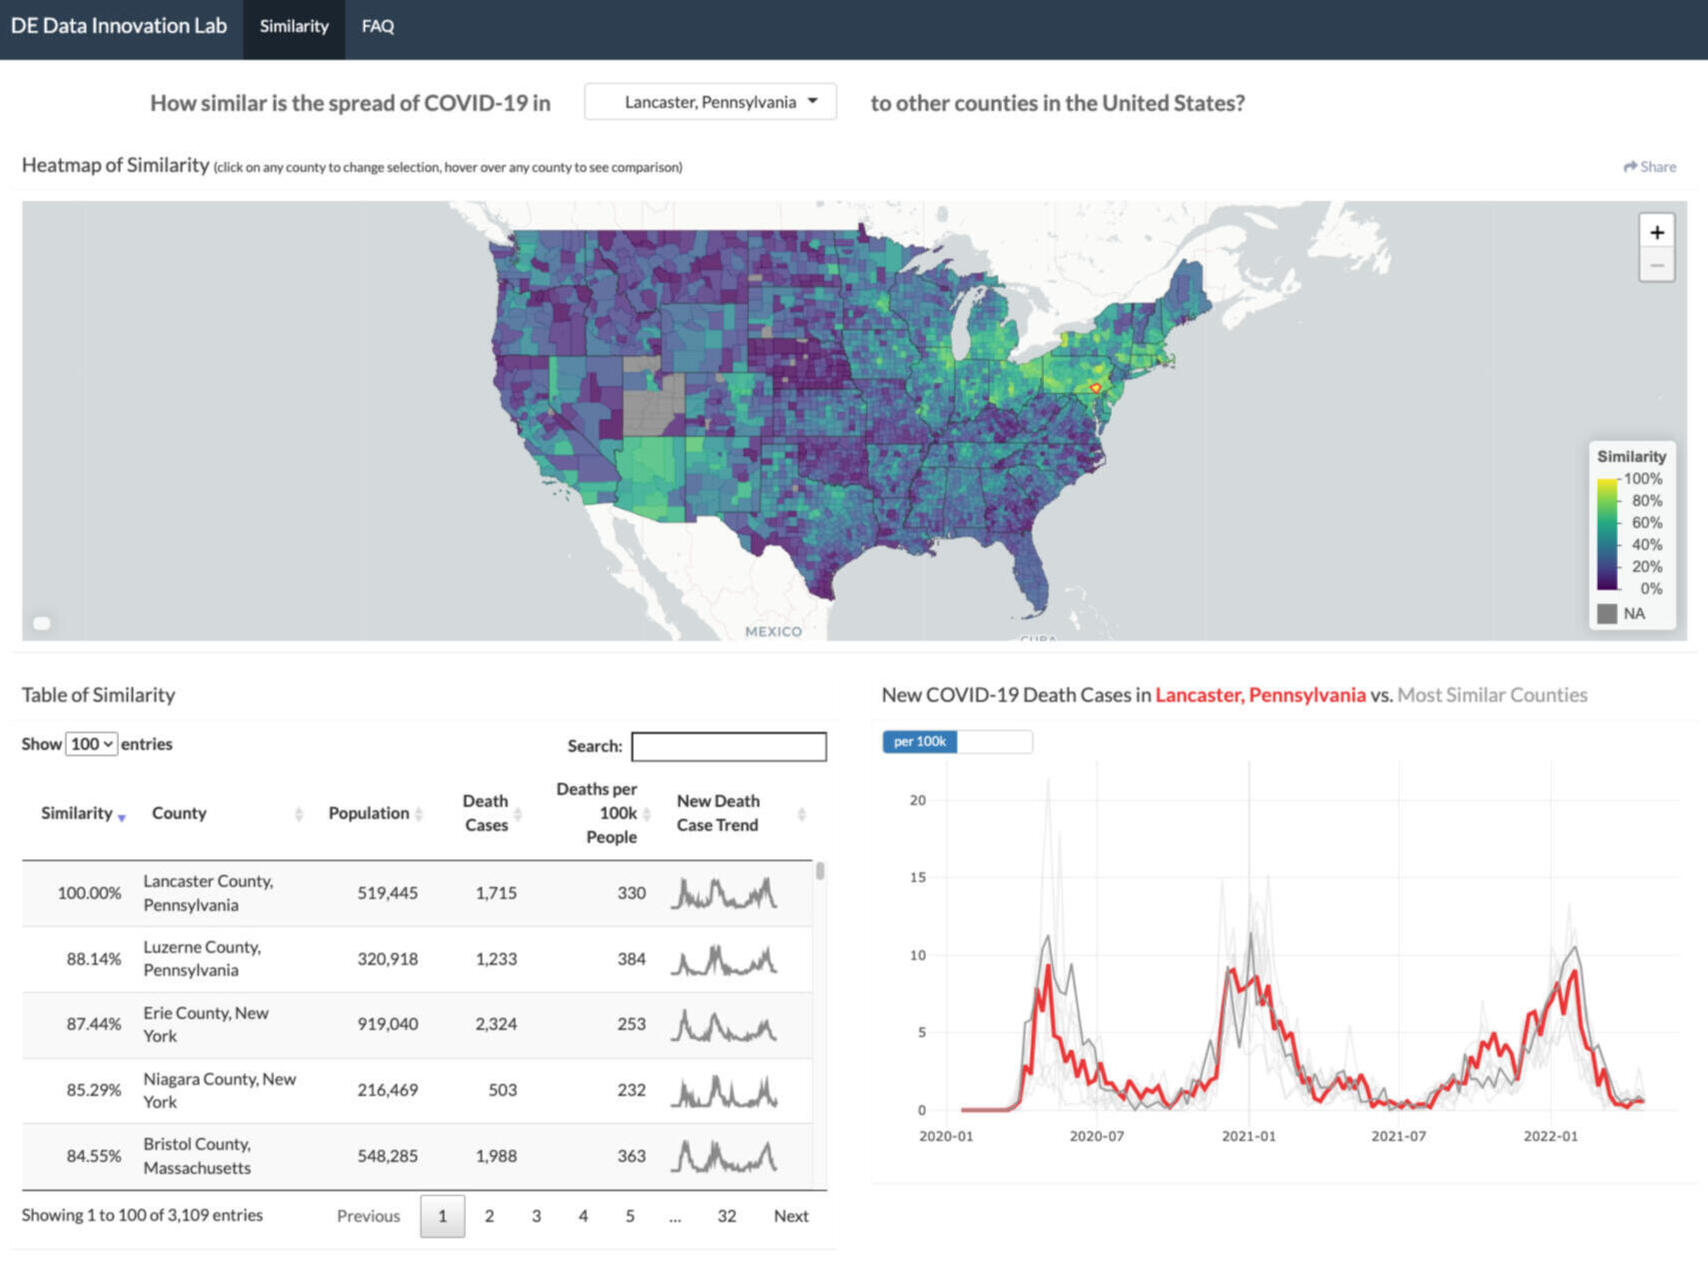 DE Data Innovation Lab Similarity FAQ
How similar is the spread of COVID-19 in Lancaster, Pennsylvania to other counties in the United States?
Heatmap of Similarity (click on any county to change selection, hover over any county to see comparison)
Share
+
−
MEXICO
CUBA
Similarity
100%
80%
60%
40%
20%
0%
NA
Table of Similarity
Show 100 entries
Search:
Similarity County Population Death Cases Deaths per 100k People New Death Case Trend
100.00% Lancaster County, Pennsylvania 519,445 1,715 330
88.14% Luzerne County, Pennsylvania 320,918 1,233 384
87.44% Erie County, New York 919,040 2,324 253
85.29% Niagara County, New York 216,469 503 232
84.55% Bristol County, Massachusetts 548,285 1,988 363
Showing 1 to 100 of 3,109 entries
Previous 1 2 3 4 5 ... 32 Next
New COVID-19 Death Cases in Lancaster, Pennsylvania vs. Most Similar Counties
per 100k
20
15
10
5
0
2020-01 2020-07 2021-01 2021-07 2022-01